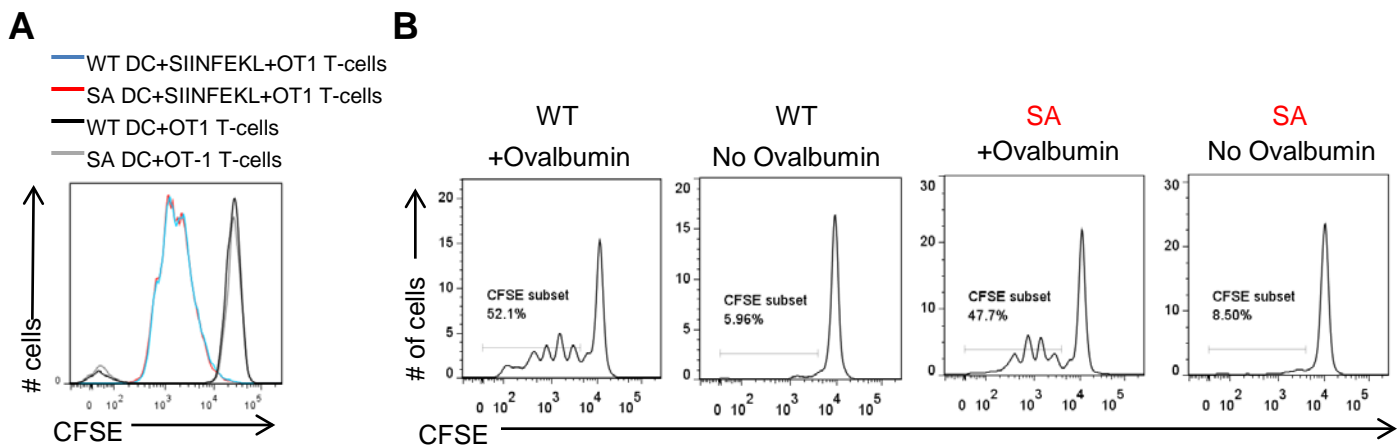 A
WT DC+SIINFEKL+OT1 T-cells
SA DC+SIINFEKL+OT1 T-cells
WT DC+OT1 T-cells
SA DC+OT-1 T-cells
# cells
0
0 10² 10³ 10⁴ 10⁵
CFSE
B
WT
+Ovalbumin
WT
No Ovalbumin
SA
+Ovalbumin
SA
No Ovalbumin
# of cells
20
15
10
5
0
CFSE subset
52.1%
0 10² 10³ 10⁴ 10⁵
20
15
10
5
0
CFSE subset
5.96%
0 10² 10³ 10⁴ 10⁵
30
20
10
0
CFSE subset
47.7%
0 10² 10³ 10⁴ 10⁵
30
20
10
0
CFSE subset
8.50%
0 10² 10³ 10⁴ 10⁵
CFSE